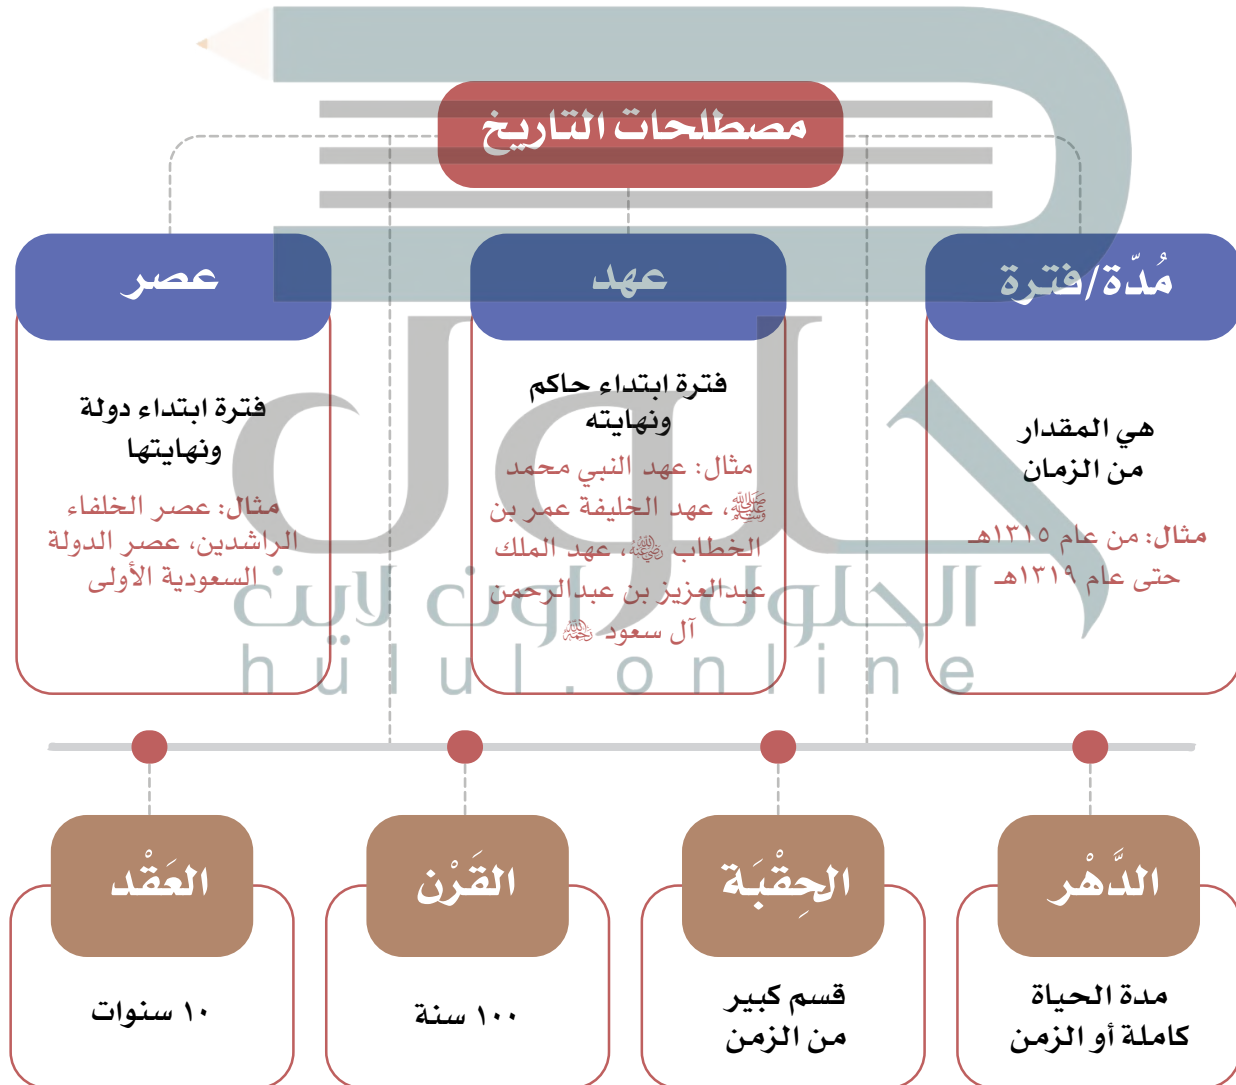 مصطلحات التاريخ
مُدّة/فترة
هي المقدار
من الزمان
مثال: من عام ١٣١٥هـ
حتى عام ١٣١٩هـ
عهد
فترة ابتداء حاكم
ونهايته
مثال: عهد النبي محمد
ﷺ، عهد الخليفة عمر بن
الخطاب رضي الله عنه، عهد الملك
عبدالعزيز بن عبدالرحمن
آل سعود رحمه الله
عصر
فترة ابتداء دولة
ونهايتها
مثال: عصر الخلفاء
الراشدين، عصر الدولة
السعودية الأولى
حلول
الحلول اون لاين
hülul.online
الدَّهْر
مدة الحياة
كاملة أو الزمن
الحِقْبَة
قسم كبير
من الزمن
القَرْن
١٠٠ سنة
العَقْد
١٠ سنوات